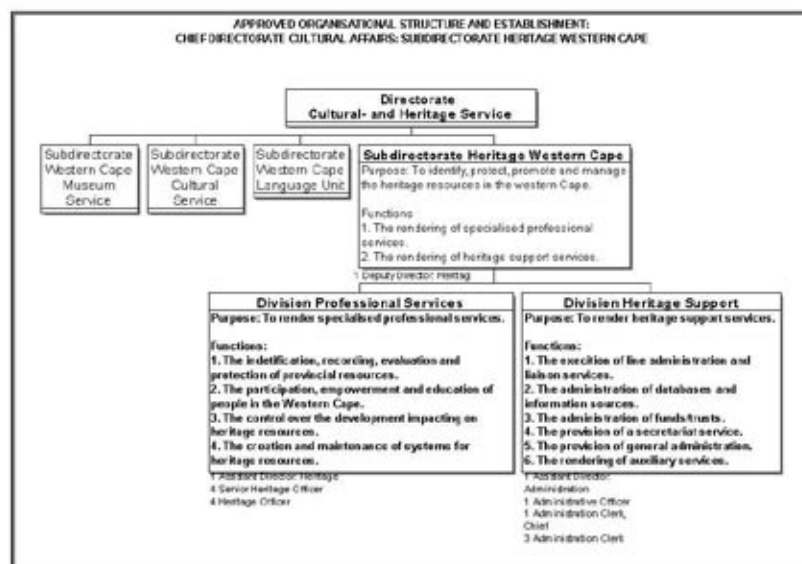 APPROVED ORGANISATIONAL STRUCTURE AND ESTABLISHMENT:
CHIEF DIRECTORATE CULTURAL AFFAIRS: SUBDIRECTORATE HERITAGE WESTERN CAPE
Directorate
Cultural- and Heritage Service
Subdirectorate
Western Cape
Museum
Service
Subdirectorate
Western Cape
Cultural
Service
Subdirectorate
Western Cape
Language Unit
Subdirectorate Heritage Western Cape
Purpose: To identify, protect, promote and manage
the heritage resources in the western Cape.
Functions
1. The rendering of specialised professional
services.
2. The rendering of heritage support services.
1 Deputy Director: Heritag
Division Professional Services
Purpose: To render specialised professional services.
Functions:
1. The indetification, recording, evaluation and
protection of provincial resources.
2. The participation, empowerment and education of
people in the Western Cape.
3. The control over the development impacting on
heritage resources.
4. The croation and maintenance of systems for
heritage resources.
1 Assistant Director: Heritage
4 Senior Heritage Officer
4 Heritage Officer
Division Heritage Support
Purpose: To render heritage support services.
Functions:
1. The execition of line administration and
liaison services.
2. The administration of databases and
information sources.
3. The administration of funds/trusts.
4. The provision of a secretariat service.
5. The provision of general administration.
6. The rendering of auxiliary services.
1 Assistant Director:
Administration
1 Administrative Officer
1 Administration Clerk,
Chief
3 Administration Clerk